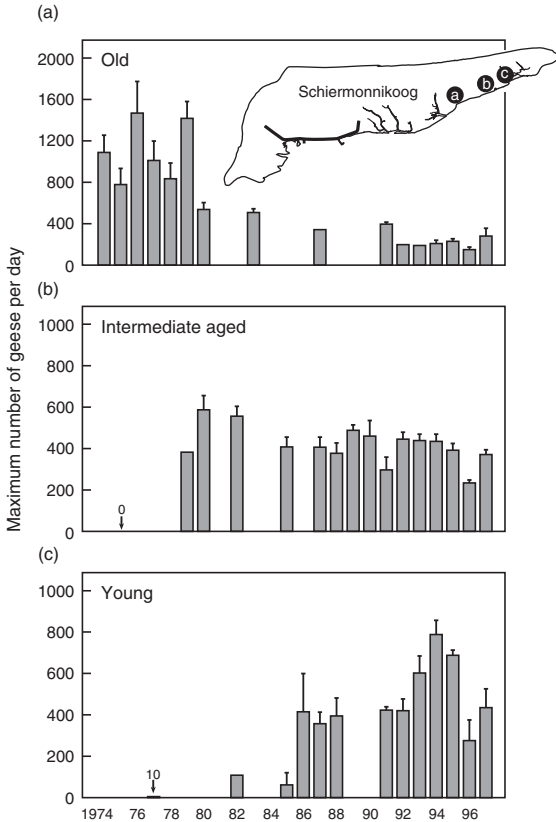 (a)
Old
Schiermonnikoog
a
b
c
2000
1600
1200
800
400
0
Maximum number of geese per day
(b)
Intermediate aged
1000
800
600
400
200
0
0
(c)
Young
1000
800
600
400
200
0
10
1974 76 78 80 82 84 86 88 90 92 94 96